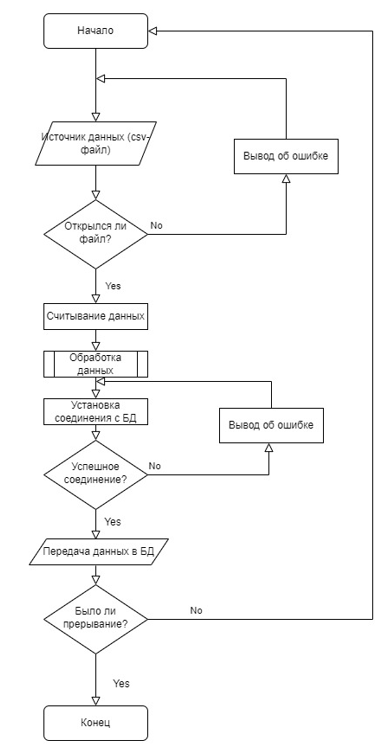 Начало
Источник данных (csv-
файл)
Вывод об ошибке
Открылся ли
файл?
No
Yes
Считывание данных
Обработка
данных
Установка
соединения с БД
Вывод об ошибке
Успешное
соединение?
No
Yes
Передача данных в БД
Было ли
прерывание?
No
Yes
Конец